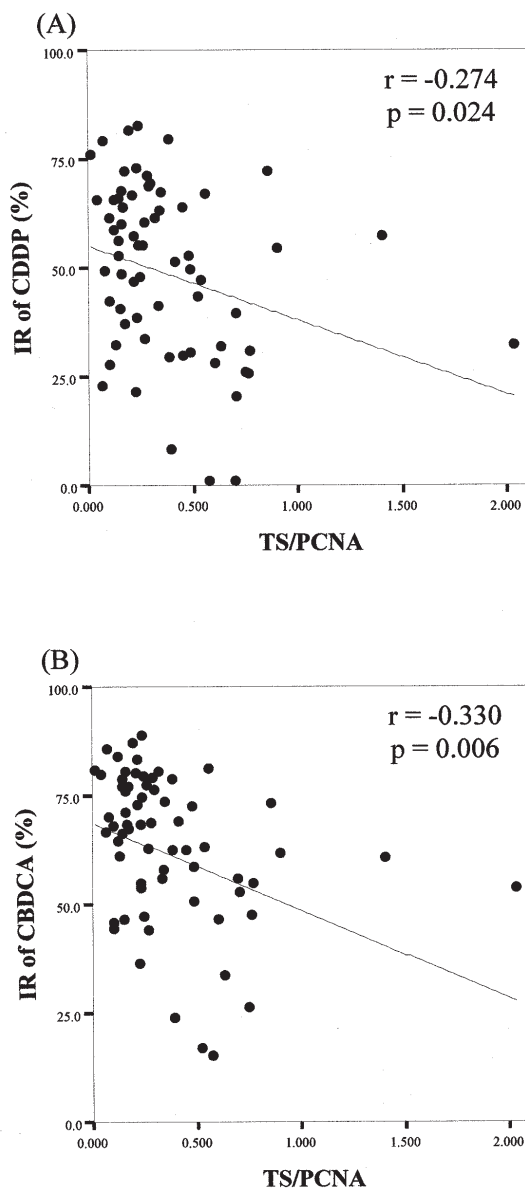 (A)
r = -0.274
p = 0.024
IR of CDDP (%)
100.0
75.0
50.0
25.0
0.0
0.000
0.500
1.000
1.500
2.000
TS/PCNA
(B)
r = -0.330
p = 0.006
IR of CBDCA (%)
100.0
75.0
50.0
25.0
0.0
0.000
0.500
1.000
1.500
2.000
TS/PCNA